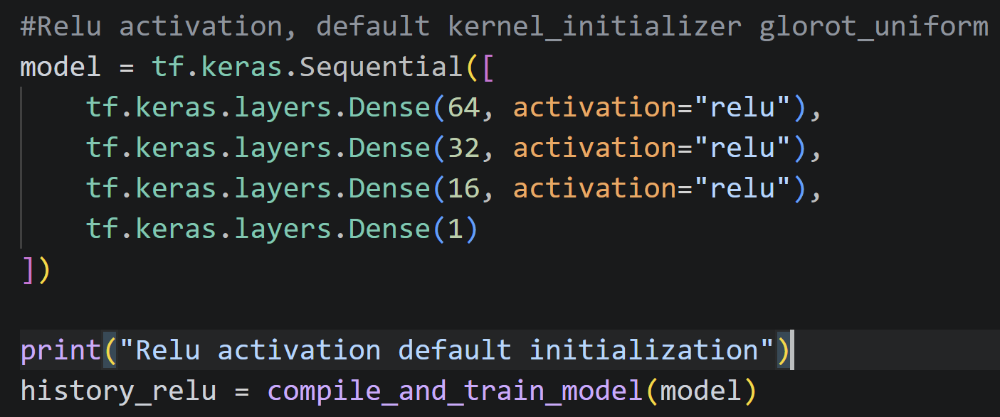 #Relu activation, default kernel_initializer glorot_uniform
model = tf.keras.Sequential([
    tf.keras.layers.Dense(64, activation="relu"),
    tf.keras.layers.Dense(32, activation="relu"),
    tf.keras.layers.Dense(16, activation="relu"),
    tf.keras.layers.Dense(1)
])
print("Relu activation default initialization")
history_relu = compile_and_train_model(model)